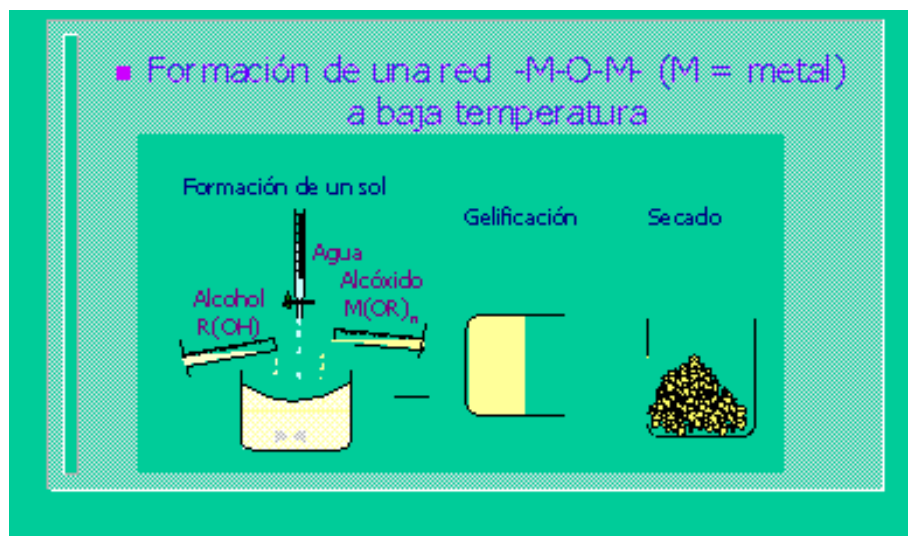 Formación de una red -M-O-M- (M = metal)
a baja temperatura
Formación de un sol
Gelificación
Secado
Agua
Alcóxido
M(OR)n
Alcohol
R(OH)